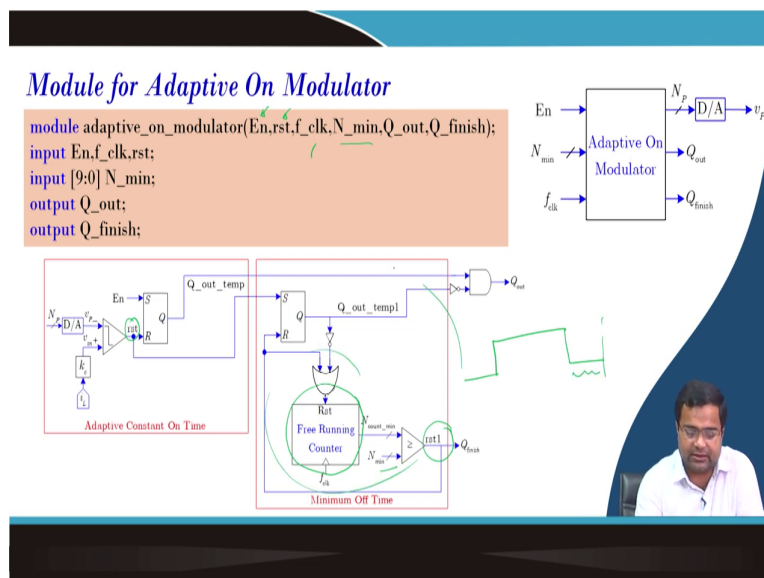 Module for Adaptive On Modulator
module adaptive_on_modulator(En,rst,f_clk,N_min,Q_out,Q_finish);
input En,f_clk,rst;
input [9:0] N_min;
output Q_out;
output Q_finish;
En
N_min
f_clk
Adaptive On
Modulator
N_P
D/A
v_P
Q_out
Q_finish
Q_out_temp
En
S
Q
R
N_P
D/A
rst
k_c
i_L
Adaptive Constant On Time
S
Q
R
Q_out_temp1
Q_out
Rst
Free Running
Counter
f_clk
N_count_min
N_min
≥
rst1
Q_finish
Minimum Off Time